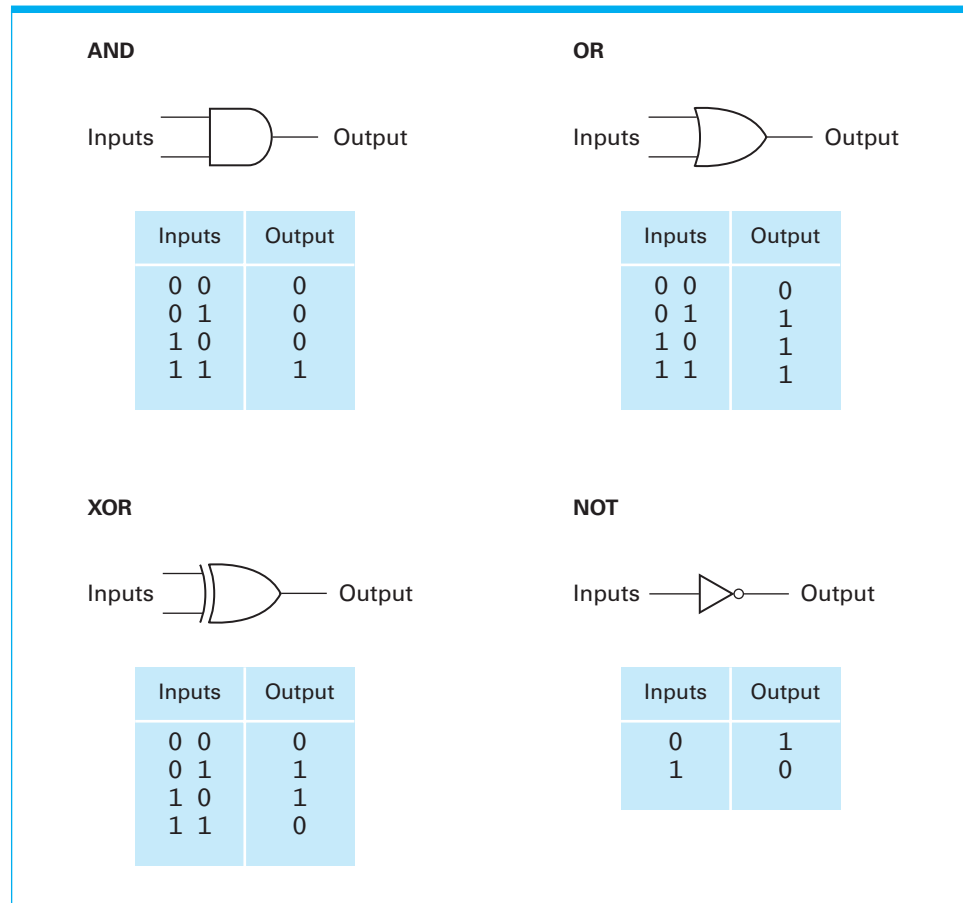 AND
Inputs Output
Inputs Output
0 0 0
0 1 0
1 0 0
1 1 1
OR
Inputs Output
Inputs Output
0 0 0
0 1 1
1 0 1
1 1 1
XOR
Inputs Output
Inputs Output
0 0 0
0 1 1
1 0 1
1 1 0
NOT
Inputs Output
Inputs Output
0 1
1 0